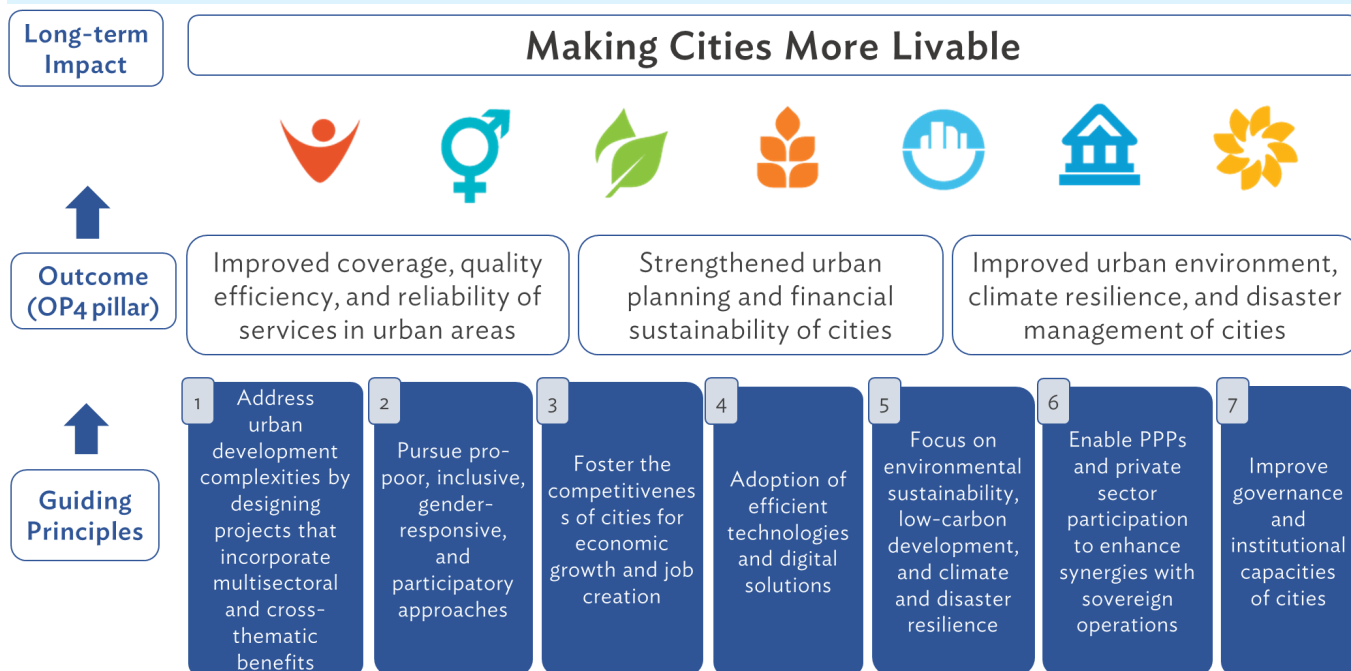 Long-term
Impact
Making Cities More Livable
Outcome
(OP4 pillar)
Improved coverage, quality
efficiency, and reliability of
services in urban areas
Strengthened urban
planning and financial
sustainability of cities
Improved urban environment,
climate resilience, and disaster
management of cities
Guiding
Principles
1
Address
urban
development
complexities by
designing
projects that
incorporate
multisectoral
and cross-
thematic
benefits
2
Pursue pro-
poor, inclusive,
gender-
responsive,
and
participatory
approaches
3
Foster the
competitivenes
s of cities for
economic
growth and job
creation
4
Adoption of
efficient
technologies
and digital
solutions
5
Focus on
environmental
sustainability,
low-carbon
development,
and climate
and disaster
resilience
6
Enable PPPs
and private
sector
participation
to enhance
synergies with
sovereign
operations
7
Improve
governance
and
institutional
capacities
of cities